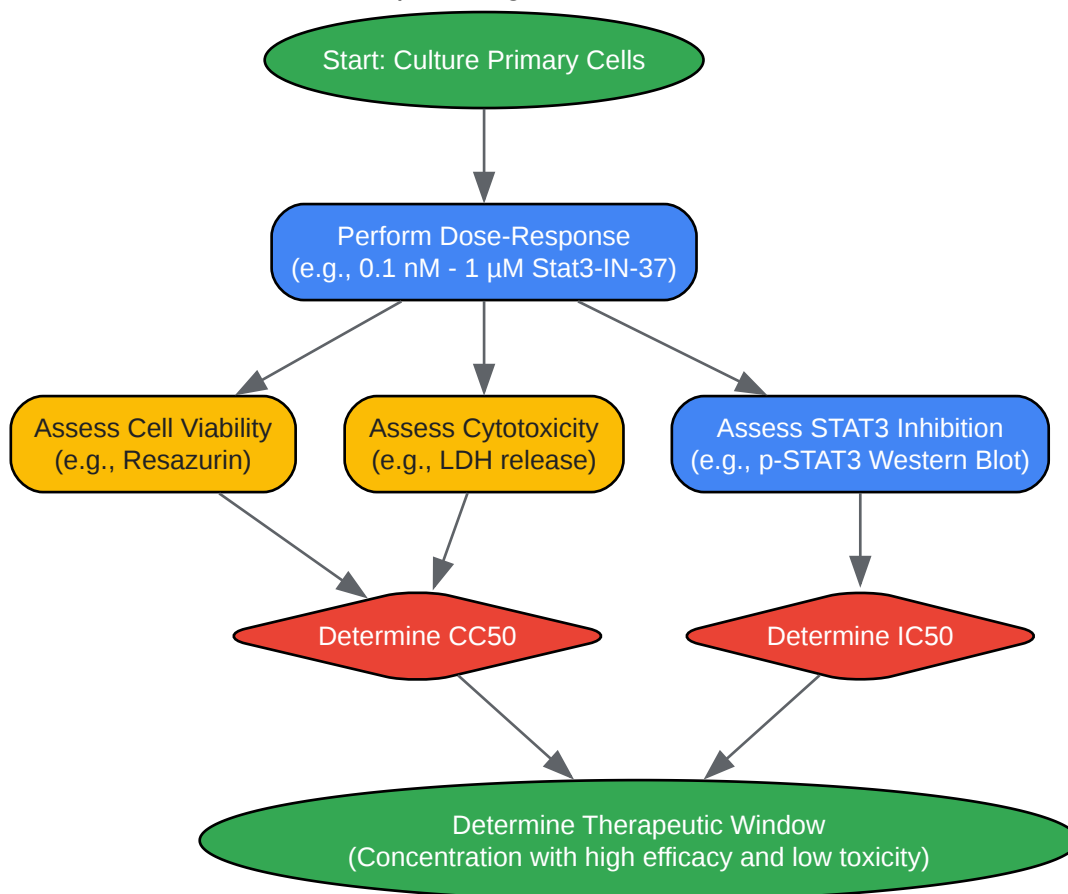 Start: Culture Primary Cells
Perform Dose-Response
(e.g., 0.1 nM - 1 µM Stat3-IN-37)
Assess Cell Viability
(e.g., Resazurin)
Assess Cytotoxicity
(e.g., LDH release)
Assess STAT3 Inhibition
(e.g., p-STAT3 Western Blot)
Determine CC50
Determine IC50
Determine Therapeutic Window
(Concentration with high efficacy and low toxicity)